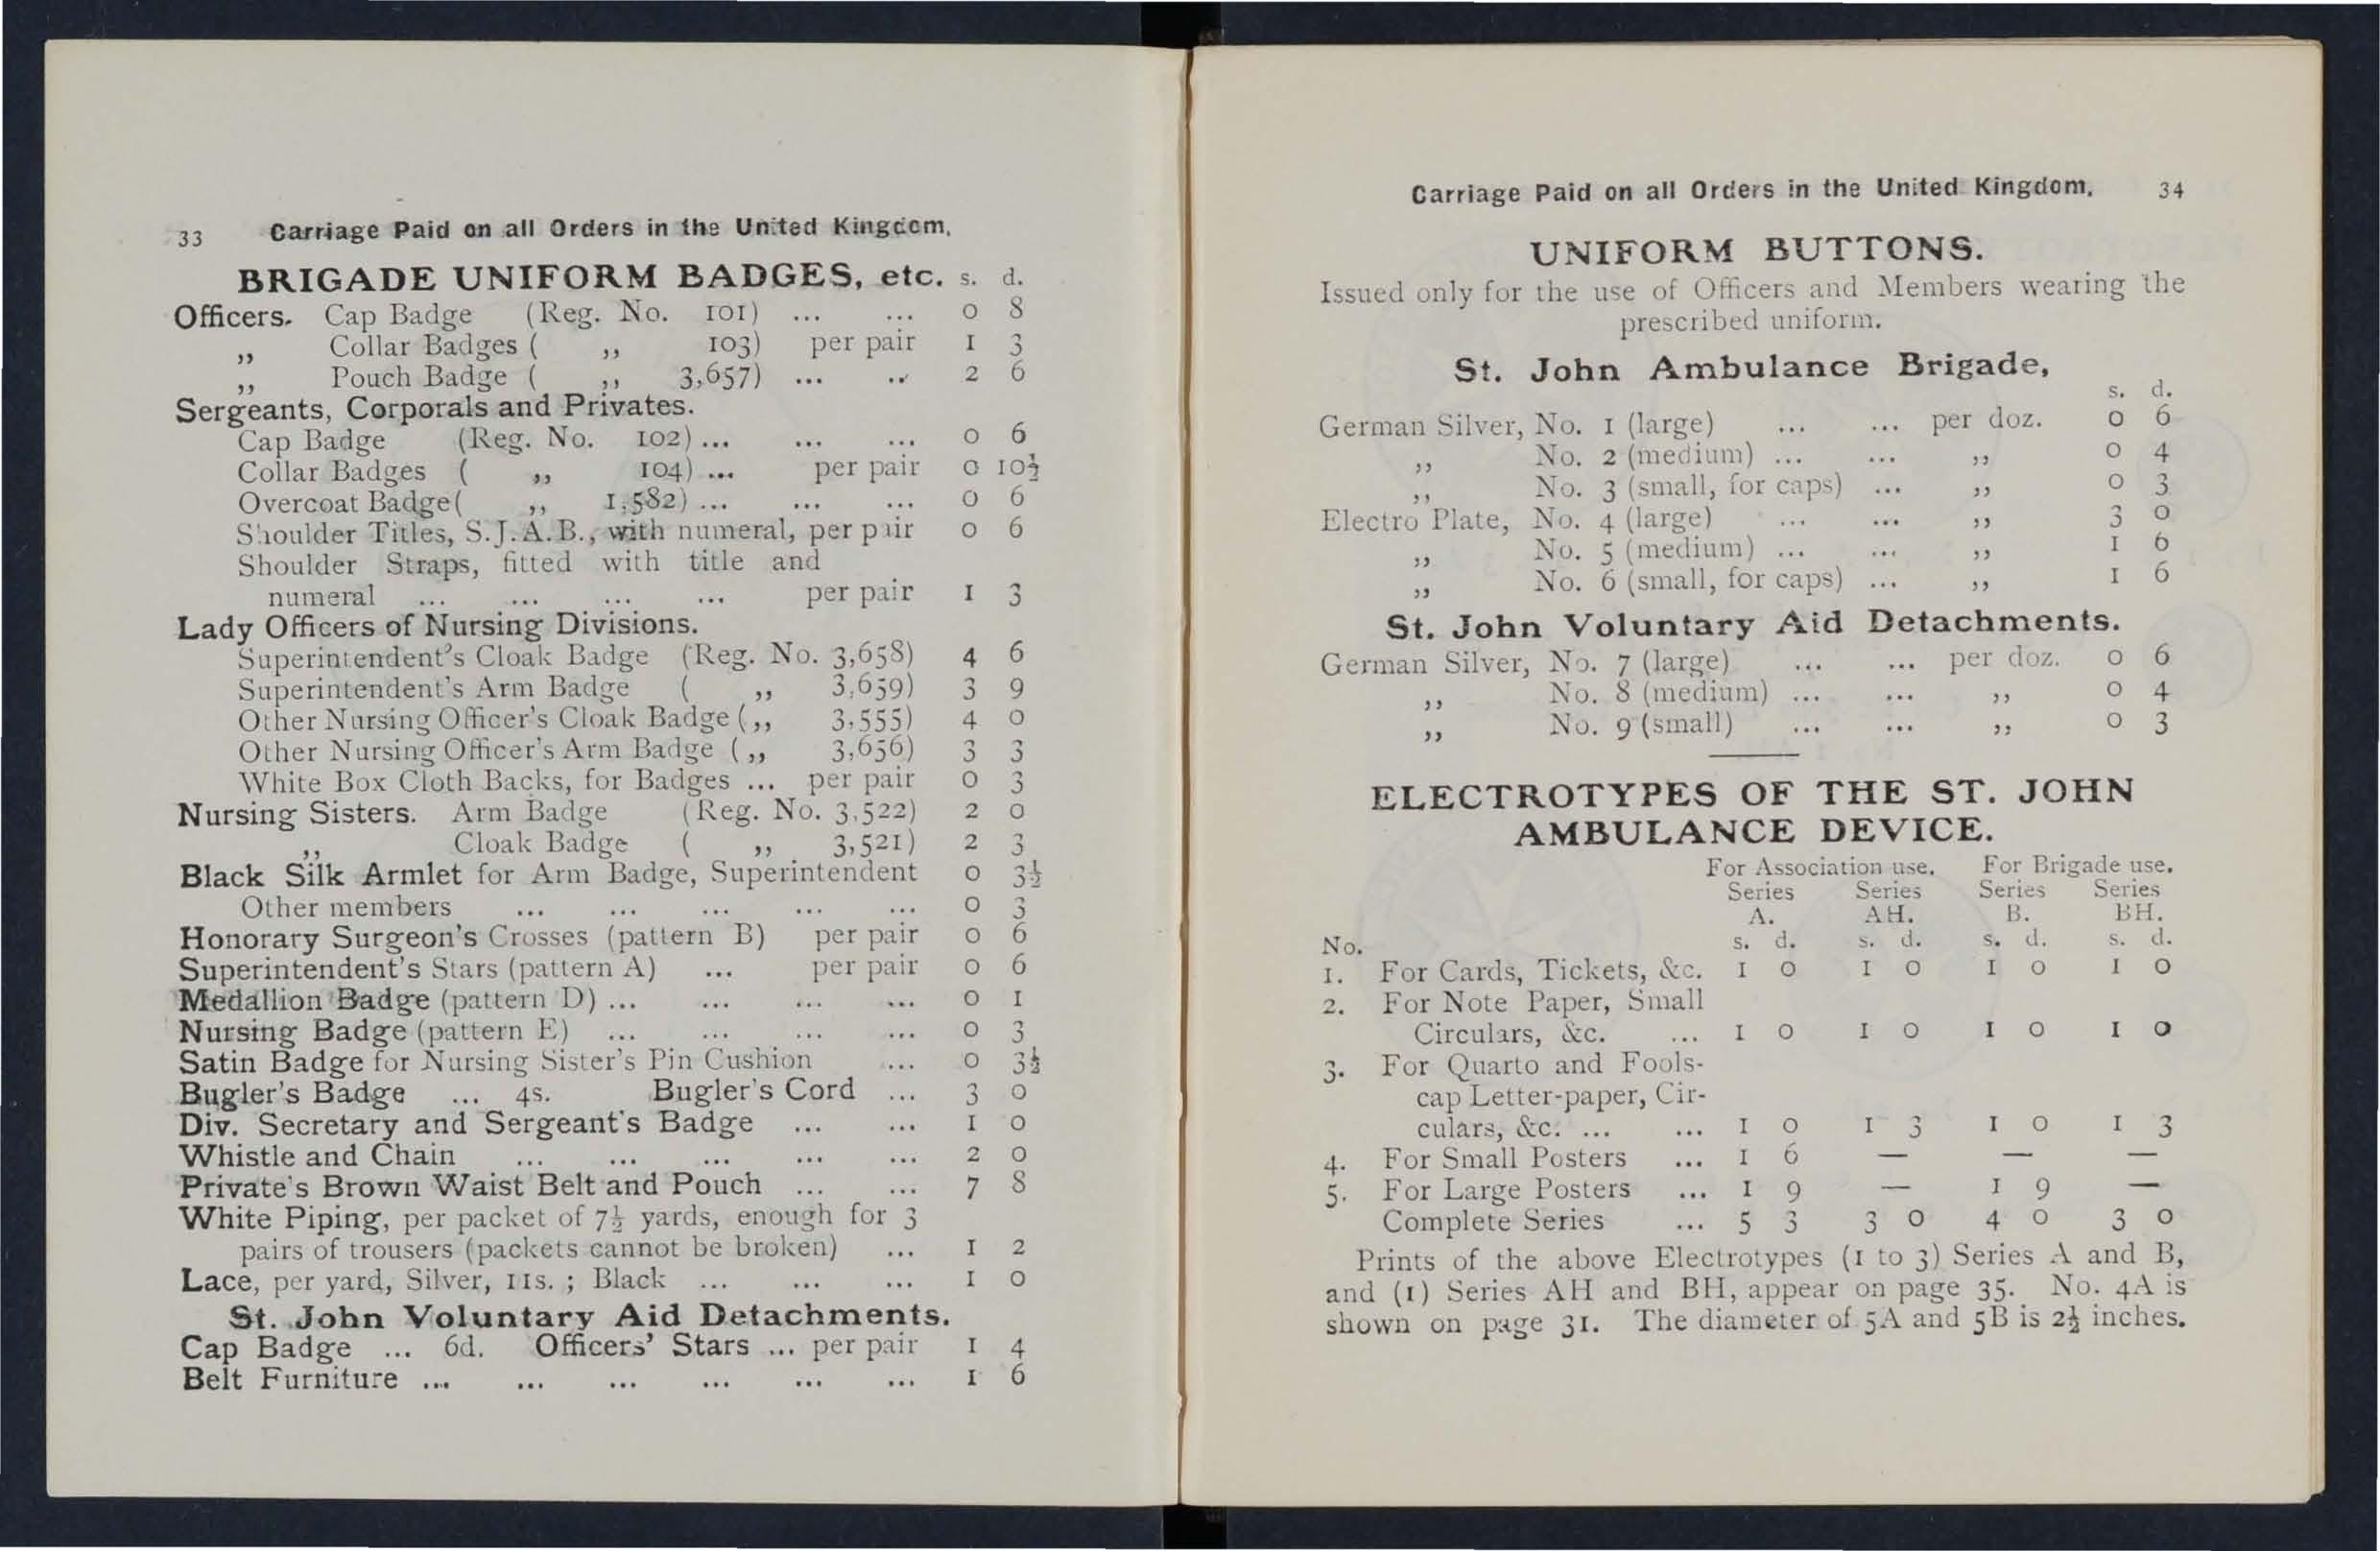 33 Carriage Paid on all Orders in the United Kingdom.
BRIGADE UNIFORM BADGES, etc. s. d.
Officers. Cap Badge (Reg. No. 101) ... ... 0 8
,, Collar Badges ( ,, 103) per pair 1 3
,, Pouch Badge ( ,, 3,657) ... ... 2 6
Sergeants, Corporals and Privates.
Cap Badge (Reg. No. 102) ... ... ... 0 6
Collar Badges ( ,, 104) ... per pair 0 10½
Overcoat Badge ( ,, 1,582) ... ... ... 0 6
Shoulder Titles, S.J.A.B., with numeral, per pair 0 6
Shoulder Straps, fitted with title and
numeral ... ... ... ... per pair 1 3
Lady Officers of Nursing Divisions.
Superintendent's Cloak Badge (Reg. No. 3,658) 4 6
Superintendent's Arm Badge ( ,, 3,659) 3 9
Other Nursing Officer's Cloak Badge ( ,, 3,555) 4 0
Other Nursing Officer's Arm Badge ( ,, 3,656) 3 3
White Box Cloth Backs, for Badges ... per pair 0 3
Nursing Sisters. Arm Badge (Reg. No. 3,522) 2 0
,, Cloak Badge ( ,, 3,521) 2 3
Black Silk Armlet for Arm Badge, Superintendent 0 3½
Other members ... ... ... ... ... 0 3
Honorary Surgeon's Crosses (pattern B) per pair 0 6
Superintendent's Stars (pattern A) ... per pair 0 6
Medallion Badge (pattern D) ... ... ... ... 0 1
Nursing Badge (pattern E) ... ... ... ... 0 3
Satin Badge for Nursing Sister's Pin Cushion ... 0 3½
Bugler's Badge ... 4s. Bugler's Cord ... 3 0
Div. Secretary and Sergeant's Badge ... ... 1 0
Whistle and Chain ... ... ... ... ... 2 0
Private's Brown Waist Belt and Pouch ... ... 7 8
White Piping, per packet of 7½ yards, enough for 3
pairs of trousers (packets cannot be broken) ... 1 2
Lace, per yard, Silver, 11s. ; Black ... ... ... 1 0
St. John Voluntary Aid Detachments.
Cap Badge ... 6d. Officers' Stars ... per pair 1 4
Belt Furniture ... ... ... ... ... ... 1 6
Carriage Paid on all Orders in the United Kingdom. 34
UNIFORM BUTTONS.
Issued only for the use of Officers and Members wearing the
prescribed uniform.
St. John Ambulance Brigade,
s. d.
German Silver, No. 1 (large) ... ... per doz. 0 6
,, No. 2 (medium) ... ... ,, 0 4
,, No. 3 (small, for caps) ... ,, 0 3
Electro Plate, No. 4 (large) ... ... ,, 3 0
,, No. 5 (medium) ... ... ,, 1 6
,, No. 6 (small, for caps) ... ,, 1 6
St. John Voluntary Aid Detachments.
German Silver, No. 7 (large) ... ... per doz. 0 6
,, No. 8 (medium) ... ... ,, 0 4
,, No. 9 (small) ... ... ,, 0 3
ELECTROTYPES OF THE ST. JOHN
AMBULANCE DEVICE.
For Association use. For Brigade use.
Series Series Series Series
A. AH. B. BH.
No. s. d. s. d. s. d. s. d.
1. For Cards, Tickets, &c. 1 0 1 0 1 0 1 0
2. For Note Paper, Small
Circulars, &c. ... 1 0 1 0 1 0 1 0
3. For Quarto and Fools-
cap Letter-paper, Cir-
culars, &c. ... ... 1 0 1 3 1 0 1 3
4. For Small Posters ... 1 6 — — —
5. For Large Posters ... 1 9 — 1 9 —
Complete Series ... 5 3 3 0 4 0 3 0
Prints of the above Electrotypes (1 to 3) Series A and B,
and (1) Series AH and BH, appear on page 35. No. 4A is
shown on page 31. The diameter of 5A and 5B is 2½ inches.